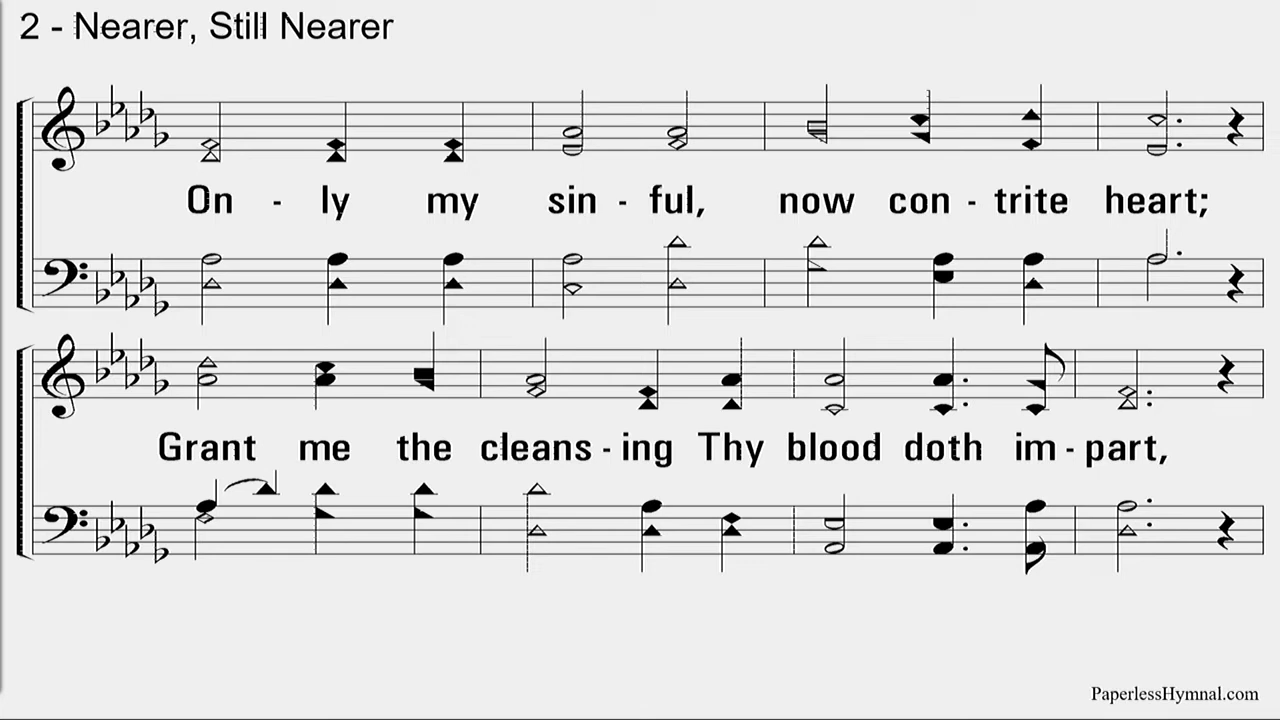 2 - Nearer, Still Nearer
On - ly my sin - ful, now con - trite heart;
Grant me the cleans - ing Thy blood doth im - part,
PaperlessHymnal.com